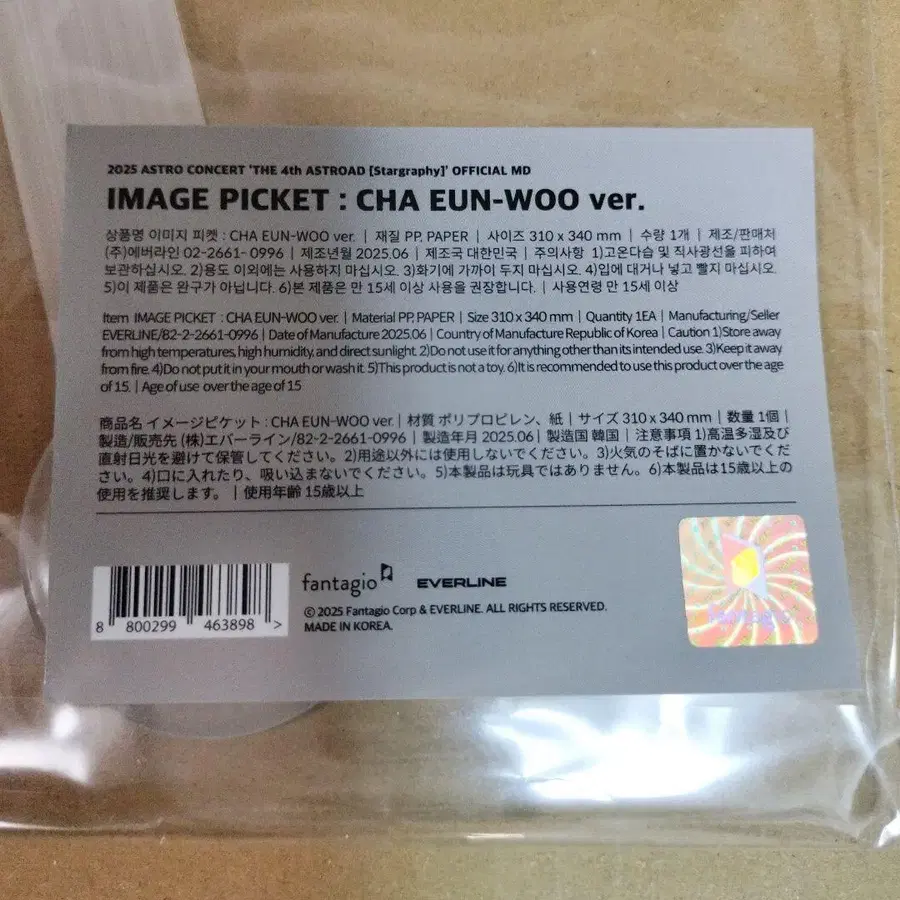 2025 ASTRO CONCERT 'THE 4th ASTROAD [Stargraphy]' OFFICIAL MD
IMAGE PICKET : CHA EUN-WOO ver.
상품명 이미지 피켓 : CHA EUN-WOO ver. | 재질 PP, PAPER | 사이즈 310 x 340 mm | 수량 1개 | 제조/판매처
(주)에버라인 02-2661-0996 | 제조년월 2025.06 | 제조국 대한민국 | 주의사항 1)고온다습 및 직사광선을 피하여
보관하십시오. 2)용도 이외에는 사용하지 마십시오. 3)화기에 가까이 두지 마십시오. 4)입에 대거나 넣고 빨지 마십시오.
5)이 제품은 완구가 아닙니다. 6)본 제품은 만 15세 이상 사용을 권장합니다. | 사용연령 만 15세 이상
Item IMAGE PICKET : CHA EUN-WOO ver. | Material PP, PAPER | Size 310 x 340 mm | Quantity 1EA | Manufacturing/Seller
EVERLINE/82-2-2661-0996 | Date of Manufacture 2025.06 | Country of Manufacture Republic of Korea | Caution 1)Store away
from high temperatures, high humidity, and direct sunlight. 2)Do not use it for anything other than its intended use. 3)Keep it away
from fire. 4)Do not put it in your mouth or wash it. 5)This product is not a toy. 6)It is recommended to use this product over the age
of 15. | Age of use over the age of 15
商品名 イメージピケット : CHA EUN-WOO ver. | 材質 ポリプロピレン、紙 | サイズ 310 x 340 mm | 数量 1個 |
製造/販売先 (株)エバーライン/82-2-2661-0996 | 製造年月 2025.06 | 製造国 韓国 | 注意事項 1)高温多湿及び
直射日光を避けて保管してください。2)用途以外には使用しないでください。3)火気のそばに置かないでくだ
さい。4)口に入れたり、吸い込まないでください。5)本製品は玩具ではありません。6)本製品は15歳以上の
使用を推奨します。 | 使用年齢 15歳以上
8 800299 463898 >
fantagio EVERLINE
© 2025 Fantagio Corp & EVERLINE. ALL RIGHTS RESERVED.
MADE IN KOREA.
fantagio